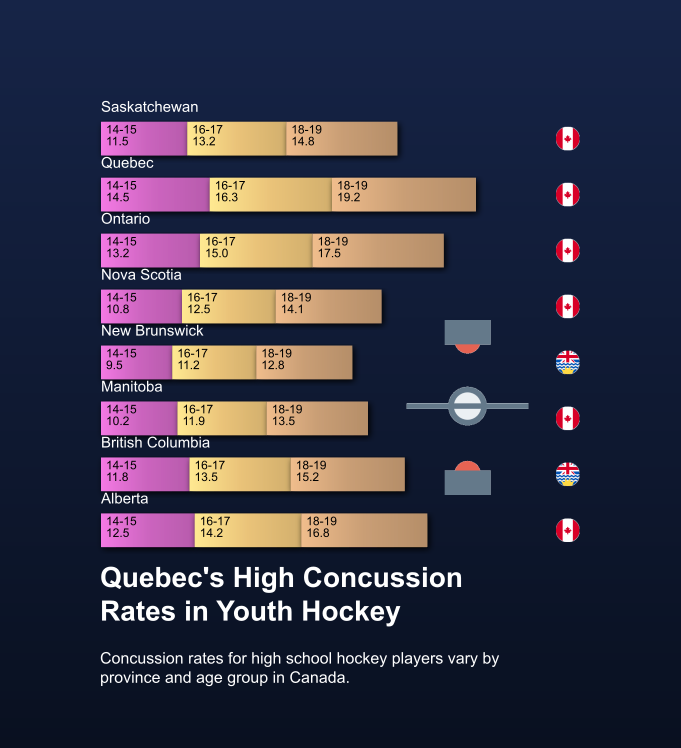 Saskatchewan
14-15 16-17 18-19
11.5 13.2 14.8
Quebec
14-15 16-17 18-19
14.5 16.3 19.2
Ontario
14-15 16-17 18-19
13.2 15.0 17.5
Nova Scotia
14-15 16-17 18-19
10.8 12.5 14.1
New Brunswick
14-15 16-17 18-19
9.5 11.2 12.8
Manitoba
14-15 16-17 18-19
10.2 11.9 13.5
British Columbia
14-15 16-17 18-19
11.8 13.5 15.2
Alberta
14-15 16-17 18-19
12.5 14.2 16.8
Quebec's High Concussion
Rates in Youth Hockey
Concussion rates for high school hockey players vary by
province and age group in Canada.